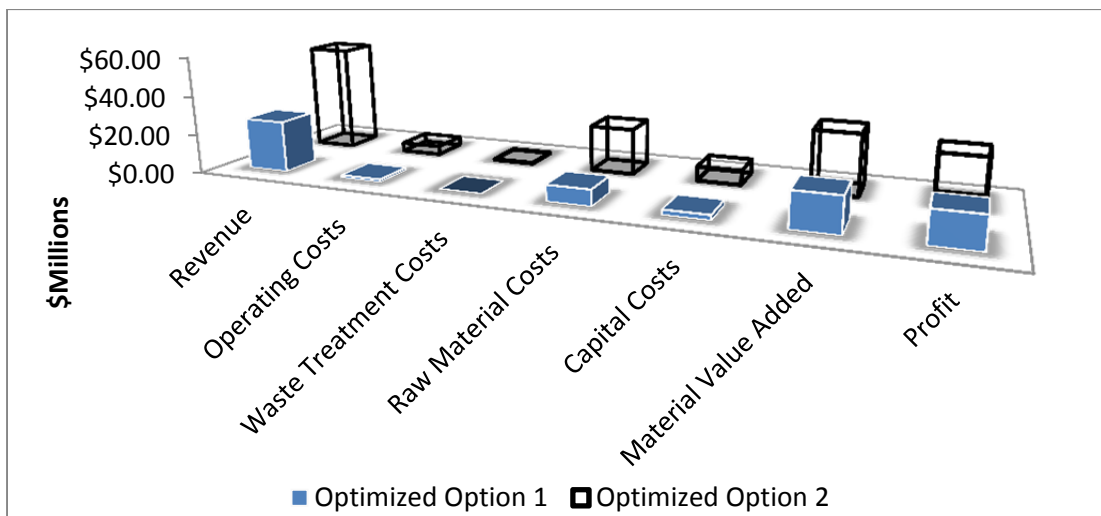 $60.00
$40.00
$20.00
$0.00
$Millions
Revenue
Operating Costs
Waste Treatment Costs
Raw Material Costs
Capital Costs
Material Value Added
Profit
Optimized Option 1
Optimized Option 2